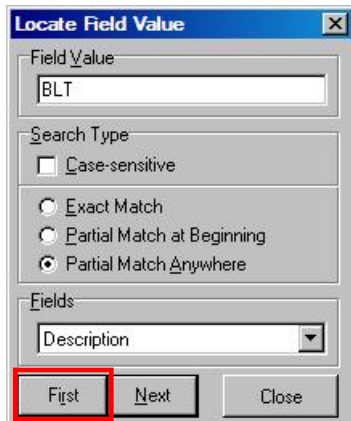 Locate Field Value
Field Value
BLT
Search Type
Case-sensitive
Exact Match
Partial Match at Beginning
Partial Match Anywhere
Fields
Description
First Next Close